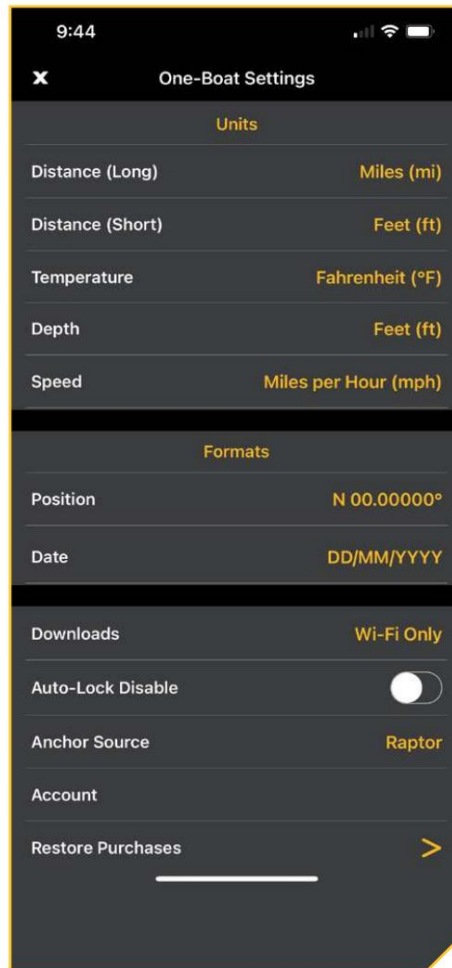 9:44
X One-Boat Settings
Units
Distance (Long) Miles (mi)
Distance (Short) Feet (ft)
Temperature Fahrenheit (°F)
Depth Feet (ft)
Speed Miles per Hour (mph)
Formats
Position N 00.00000°
Date DD/MM/YYYY
Downloads Wi-Fi Only
Auto-Lock Disable
Anchor Source Raptor
Account
Restore Purchases >